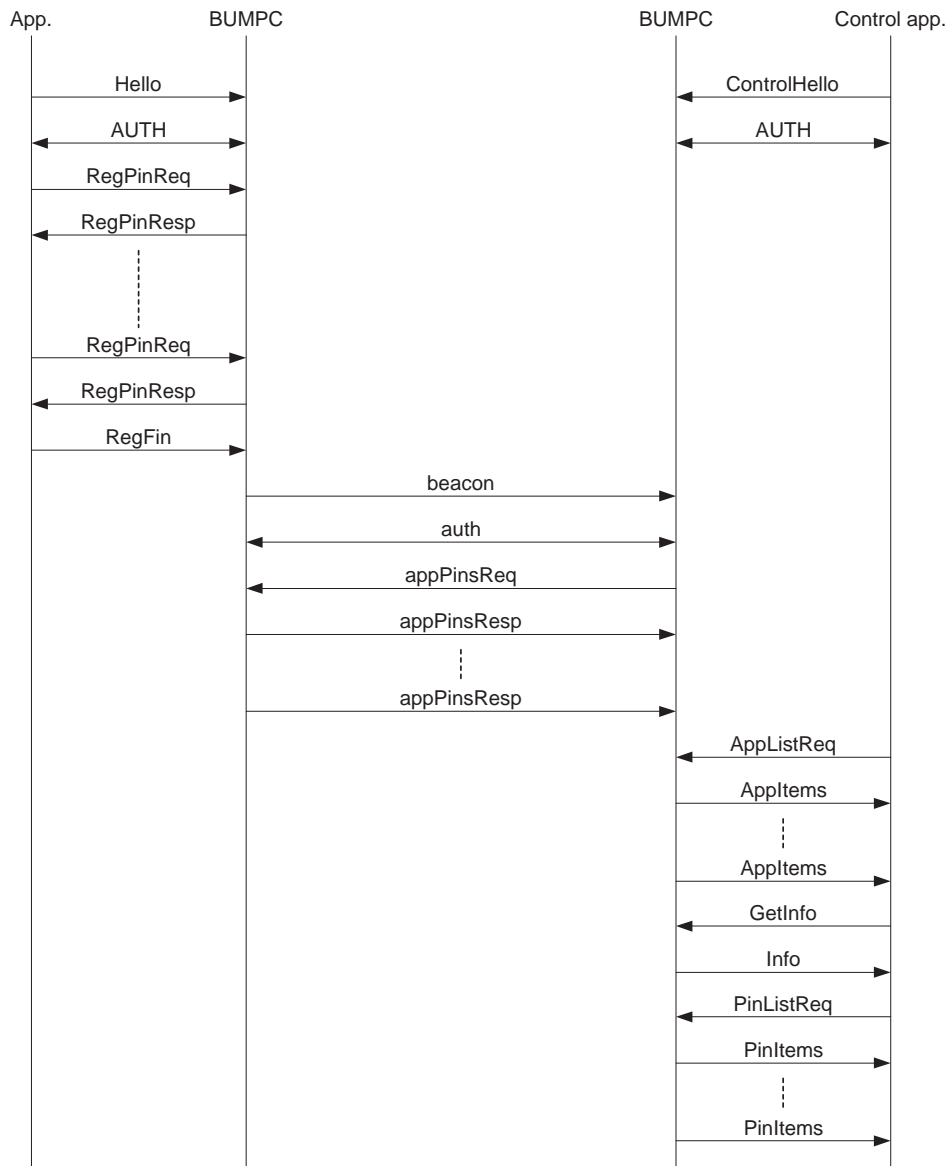 App. BUMPC BUMPC Control app.
Hello ControlHello
AUTH AUTH
RegPinReq
RegPinResp
RegPinReq
RegPinResp
RegFin
beacon
auth
appPinsReq
appPinsResp
appPinsResp
AppListReq
AppItems
AppItems
GetInfo
Info
PinListReq
PinItems
PinItems